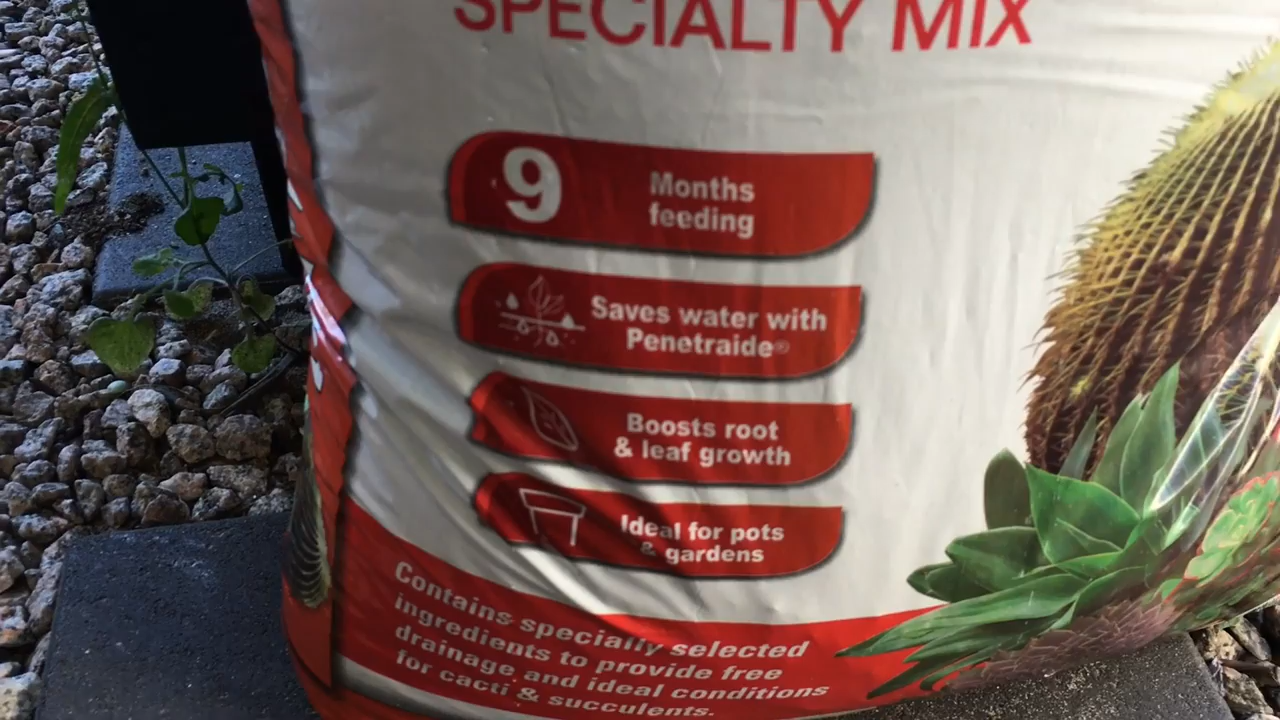 SPECIALTY MIX
9
Months
feeding
Saves water with
Penetraide®
Boosts root
& leaf growth
Ideal for pots
& gardens
Contains specially selected
ingredients to provide free
drainage and ideal conditions
for cacti & succulents.